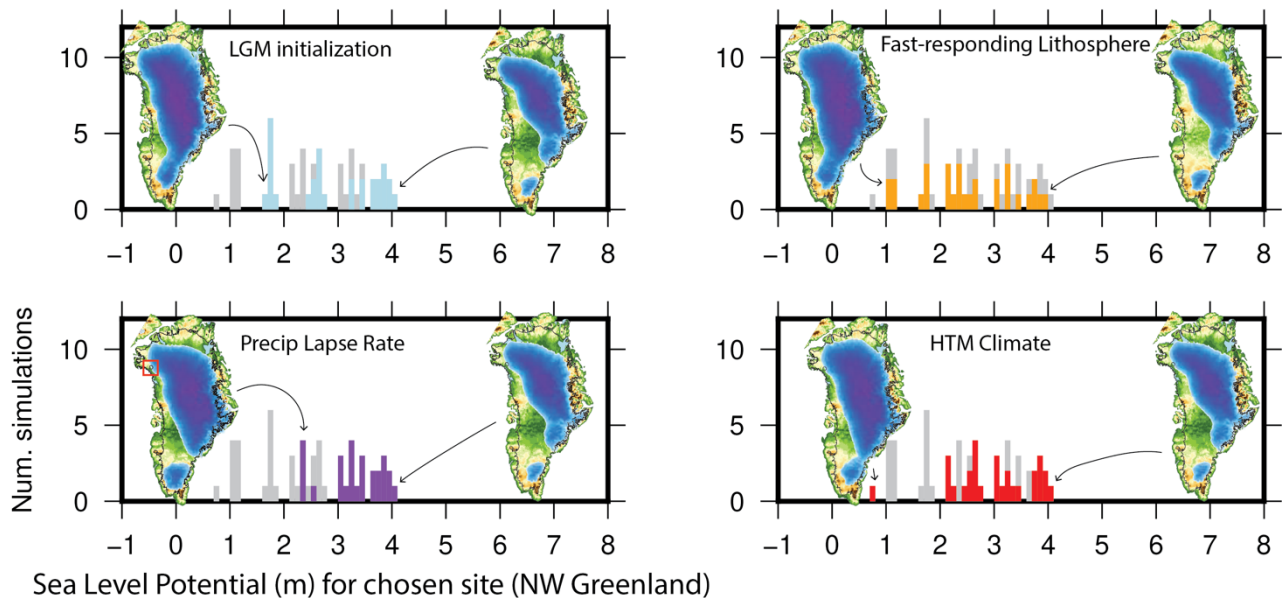 LGM initialization
10
5
0
−1 0 1 2 3 4 5 6 7 8
Fast-responding Lithosphere
10
5
0
−1 0 1 2 3 4 5 6 7 8
Num. simulations
Precip Lapse Rate
10
5
0
−1 0 1 2 3 4 5 6 7 8
HTM Climate
10
5
0
−1 0 1 2 3 4 5 6 7 8
Sea Level Potential (m) for chosen site (NW Greenland)